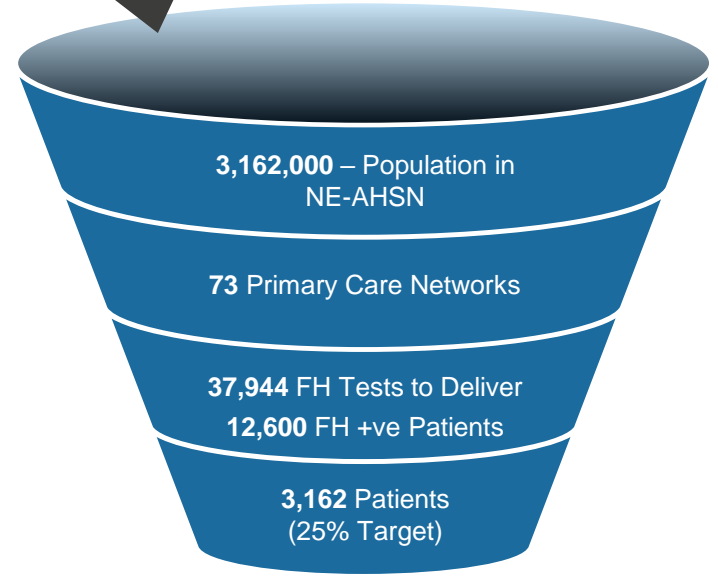 3,162,000 – Population in
NE-AHSN
73 Primary Care Networks
37,944 FH Tests to Deliver
12,600 FH +ve Patients
3,162 Patients
(25% Target)